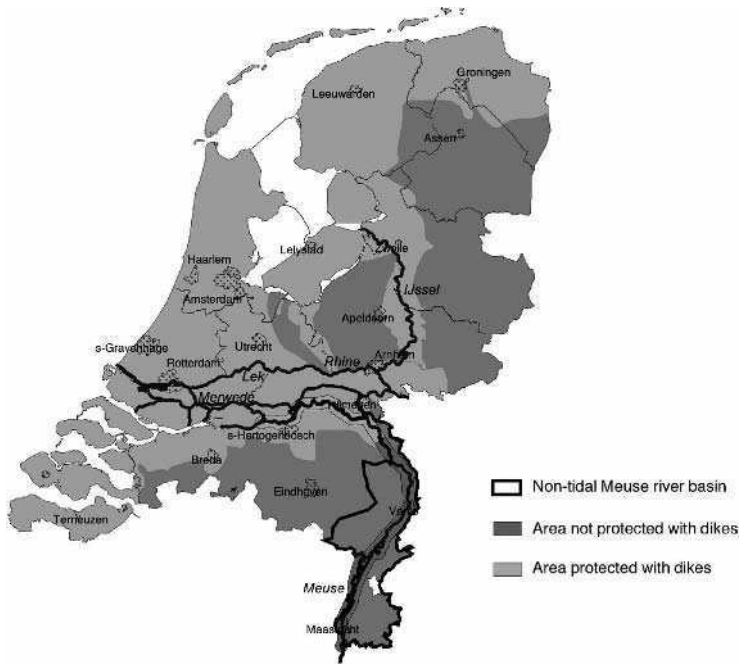 Groningen
Leeuwarden
Assen
Zwolle
Lelystad
Haarlem
Amsterdam
IJssel
Apeldoorn
s-Gravenhage
Utrecht
Rhine
Arnhem
Rotterdam
Lek
Merwede
Nijmegen
s-Hertogenbosch
Breda
Eindhoven
Terneuzen
Venlo
Meuse
Maastricht
Non-tidal Meuse river basin
Area not protected with dikes
Area protected with dikes